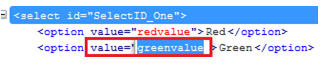 <select id="SelectID_One">
<option value="redvalue">Red</option>
<option value="greenvalue">Green</option>